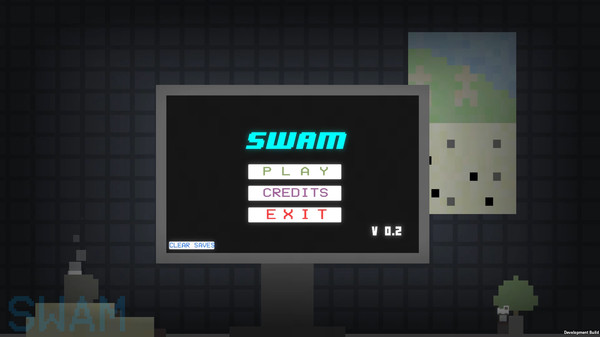 SWAM
PLAY
CREDITS
EXIT
V 0.2
CLEAR SAVES
SWAM
Development Build